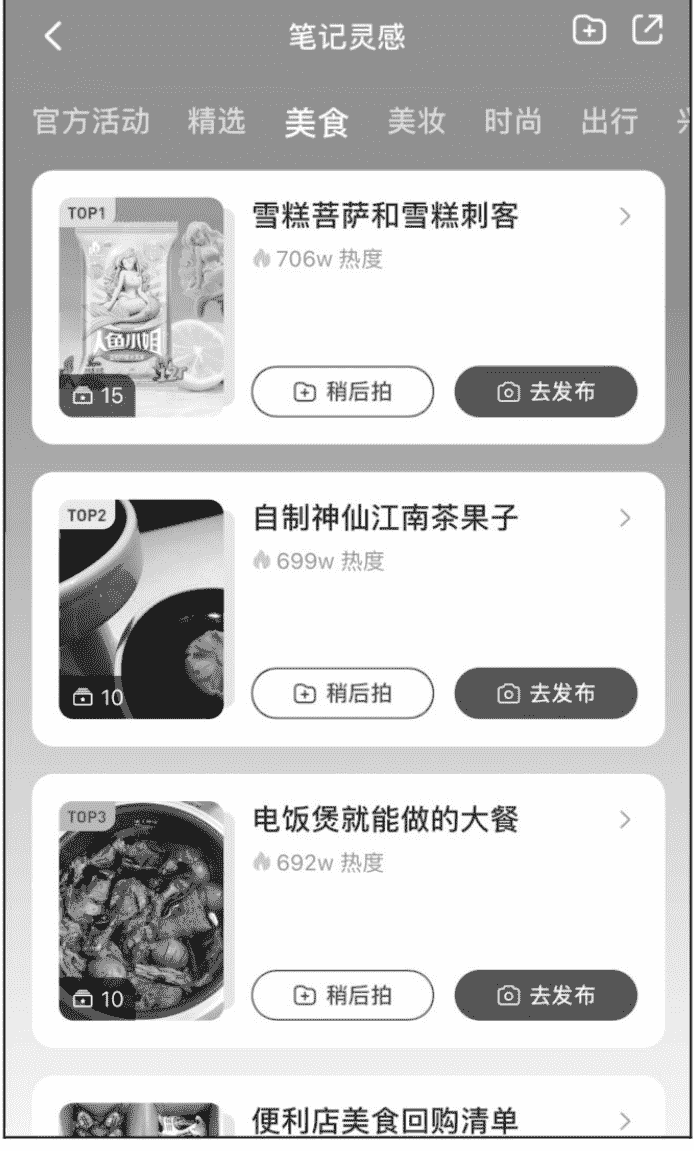 笔记灵感
官方活动 精选 美食 美妆 时尚 出行
TOP1
雪糕菩萨和雪糕刺客
706w 热度
人鱼小姐
15
稍后拍
去发布
TOP2
自制神仙江南茶果子
699w 热度
10
稍后拍
去发布
TOP3
电饭煲就能做的大餐
692w 热度
10
稍后拍
去发布
便利店美食回购清单